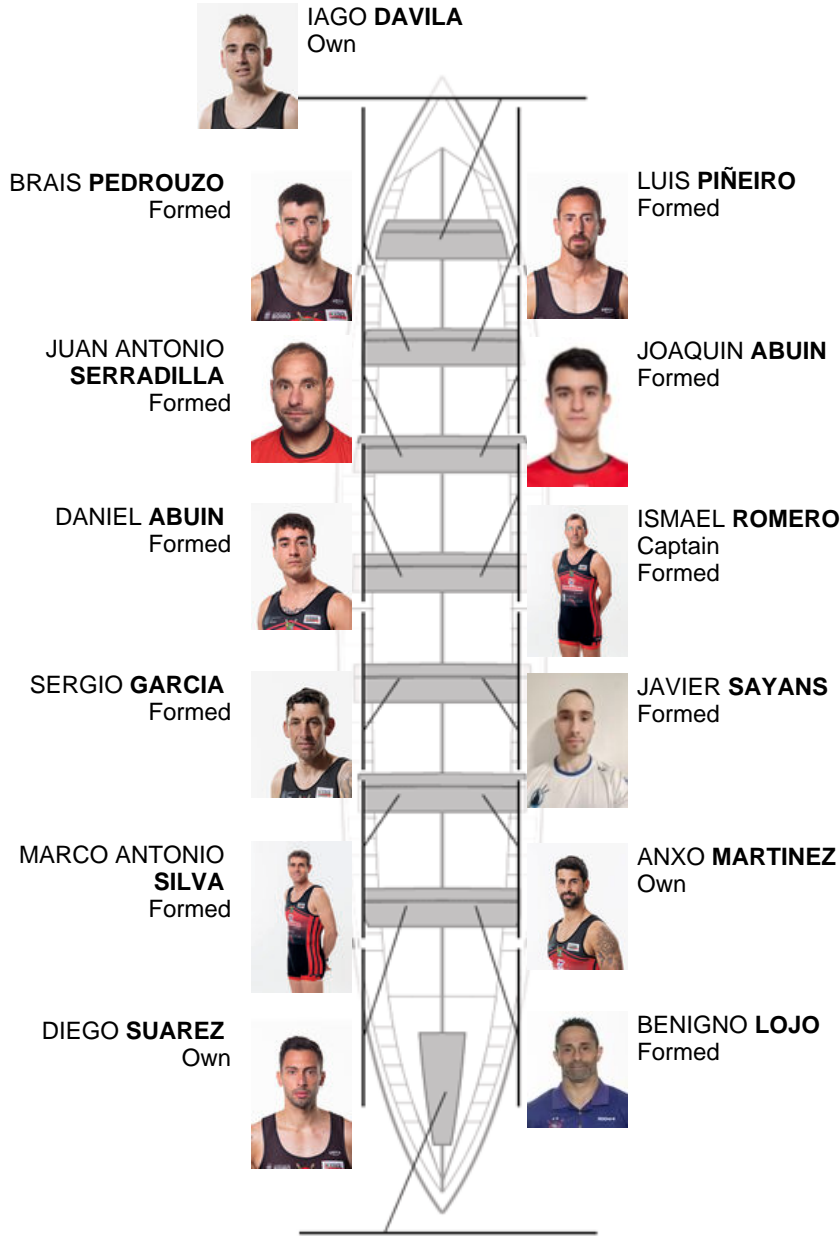 IAGO DAVILA
Own
BRAIS PEDROUZO
Formed
LUIS PIÑEIRO
Formed
JUAN ANTONIO
SERRADILLA
Formed
JOAQUIN ABUIN
Formed
DANIEL ABUIN
Formed
ISMAEL ROMERO
Captain
Formed
SERGIO GARCIA
Formed
JAVIER SAYANS
Formed
MARCO ANTONIO
SILVA
Formed
ANXO MARTINEZ
Own
DIEGO SUAREZ
Own
BENIGNO LOJO
Formed